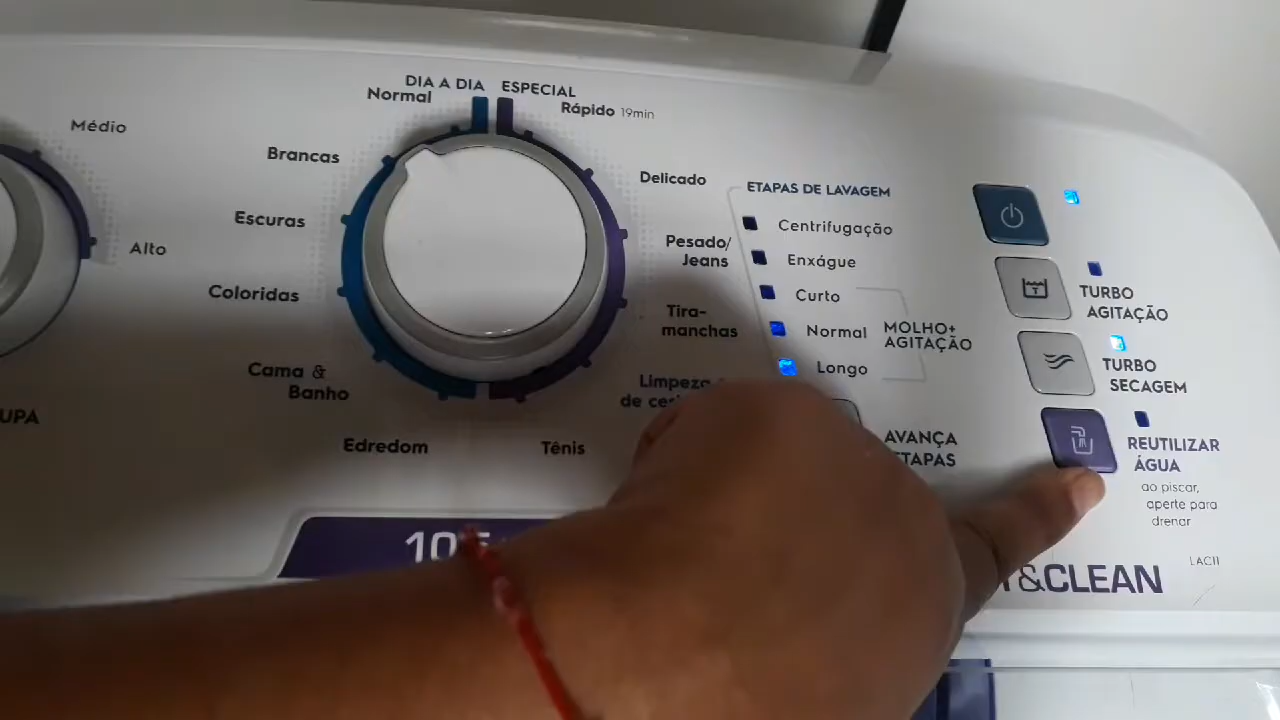 Médio
Alto
UPA
DIA A DIA
ESPECIAL
Normal
Rápido 19min
Brancas
Delicado
Escuras
Pesado/
Jeans
Coloridas
Tira-
manchas
Cama &
Banho
Limpeza
Edredom
Tênis
ETAPAS DE LAVAGEM
Centrifugação
Enxágue
Curto
Normal
MOLHO+
AGITAÇÃO
Longo
AVANÇA
ETAPAS
TURBO
AGITAÇÃO
TURBO
SECAGEM
REUTILIZAR
ÁGUA
ao piscar,
aperte para
drenar
LAC11
&CLEAN